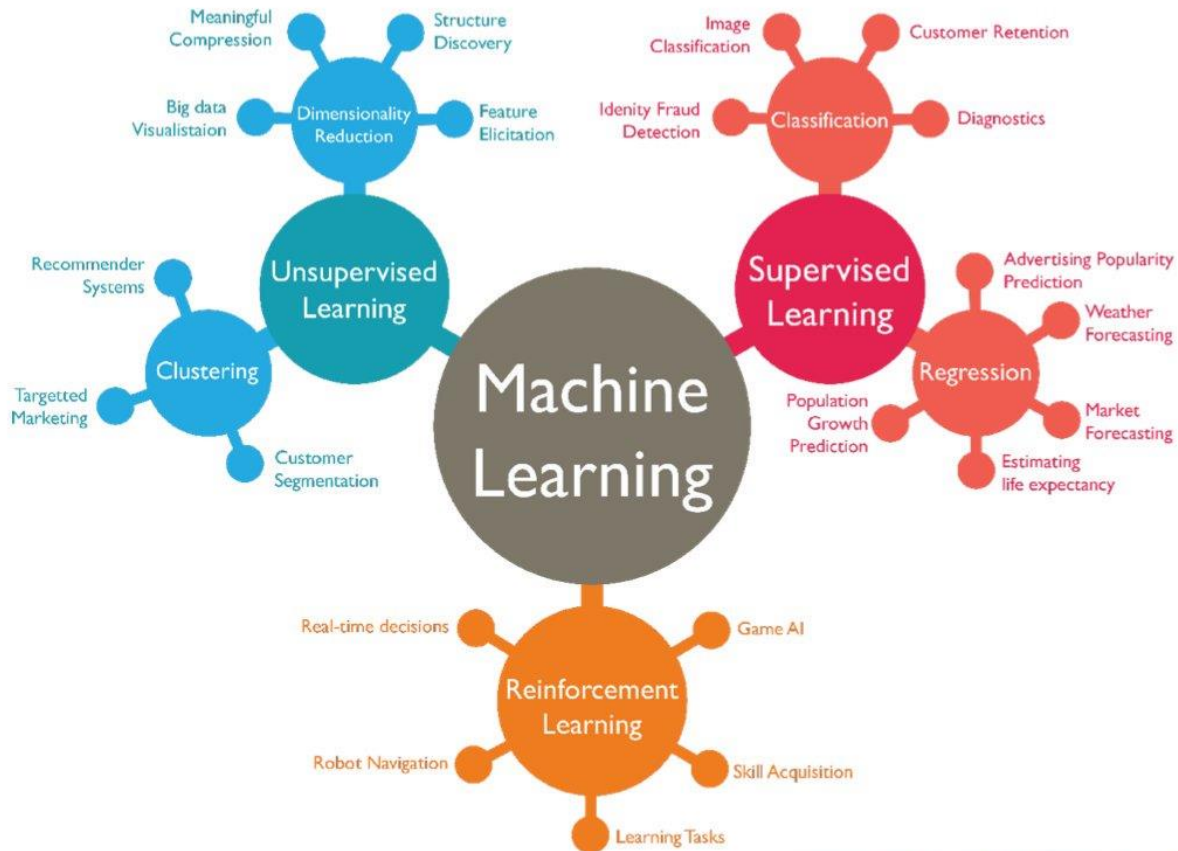 Meaningful
Compression
Structure
Discovery
Big data
Visualistaion
Dimensionality
Reduction
Feature
Elicitation
Image
Classification
Customer Retention
Idenity Fraud
Detection
Classification
Diagnostics
Recommender
Systems
Unsupervised
Learning
Clustering
Targetted
Marketing
Customer
Segmentation
Machine
Learning
Supervised
Learning
Advertising Popularity
Prediction
Weather
Forecasting
Regression
Population
Growth
Prediction
Market
Forecasting
Estimating
life expectancy
Real-time decisions
Game AI
Reinforcement
Learning
Robot Navigation
Skill Acquisition
Learning Tasks